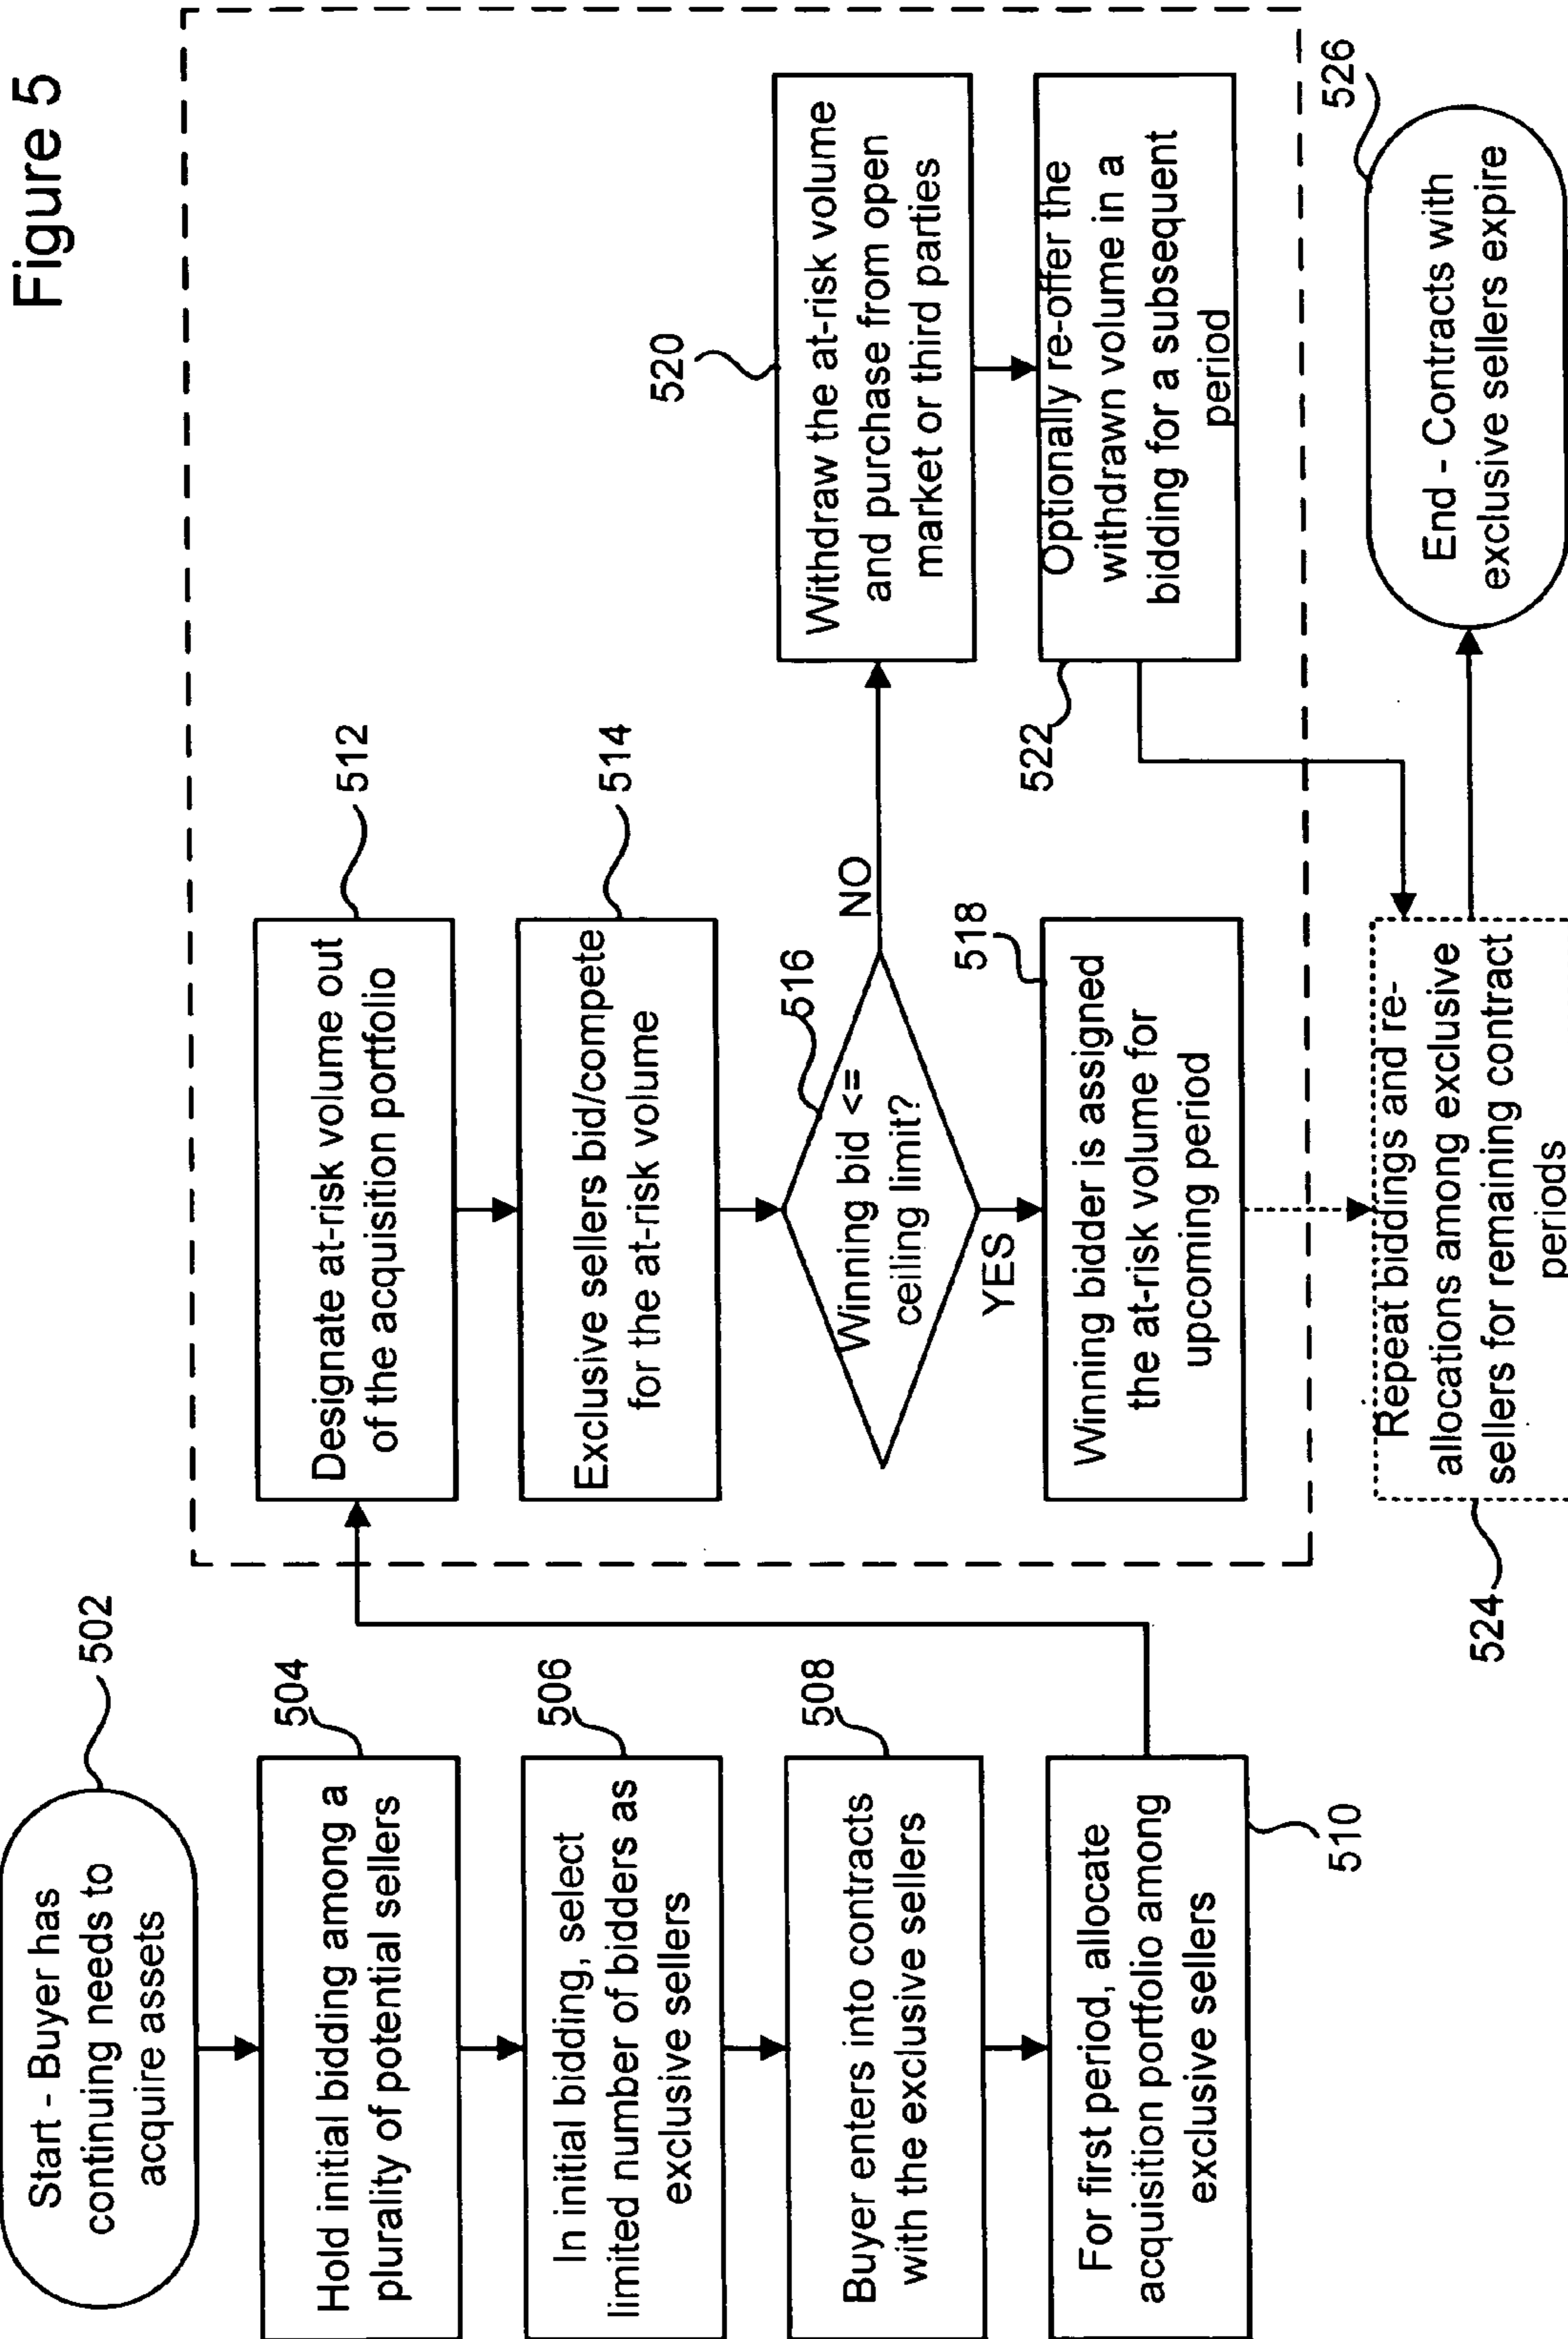 Figure 5
Start - Buyer has
continuing needs to
acquire assets
502
Hold initial bidding among a
plurality of potential sellers
504
In initial bidding, select
limited number of bidders as
exclusive sellers
506
Buyer enters into contracts
with the exclusive sellers
508
For first period, allocate
acquisition portfolio among
exclusive sellers
510
Designate at-risk volume out
of the acquisition portfolio
512
Exclusive sellers bid/compete
for the at-risk volume
514
Winning bid <=
ceiling limit?
516
NO
YES
Winning bidder is assigned
the at-risk volume for
upcoming period
518
Withdraw the at-risk volume
and purchase from open
market or third parties
520
Optionally re-offer the
withdrawn volume in a
bidding for a subsequent
period
522
Repeat biddings and re-
allocations among exclusive
sellers for remaining contract
periods
524
End - Contracts with
exclusive sellers expire
526